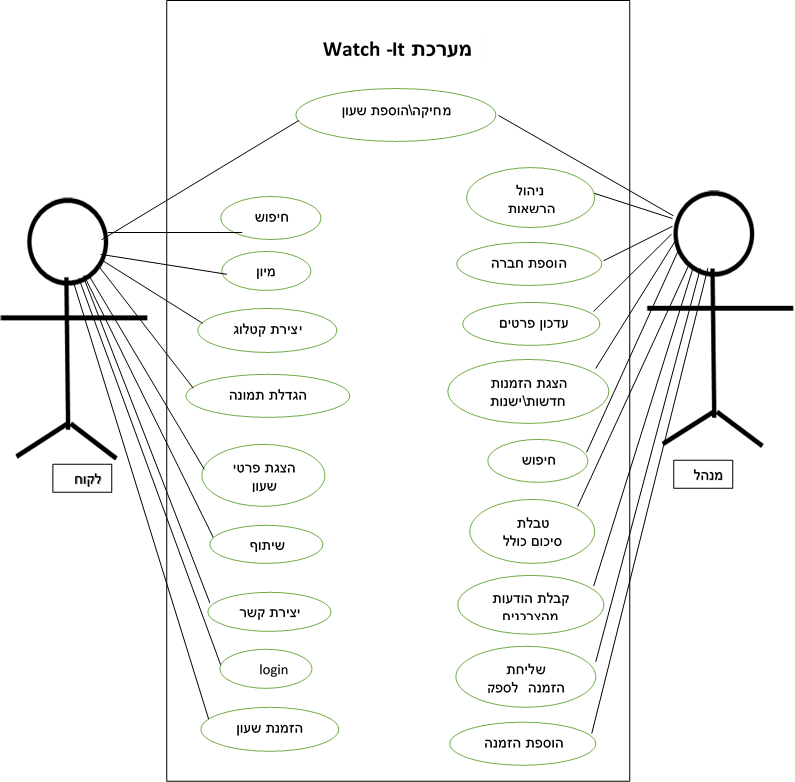 מערכת Watch -It
מחיקה\הוספת שעון
ניהול
הרשאות
חיפוש
הוספת חברה
מיון
עדכון פרטים
יצירת קטלוג
הצגת הזמנות
חדשות\ישנות
הגדלת תמונה
חיפוש
הצגת פרטי
שעון
לקוח
מנהל
טבלת
סיכום כולל
שיתוף
קבלת הודעות
מהצרכנים
יצירת קשר
שליחת
הזמנה לספק
login
הזמנת שעון
הוספת הזמנה